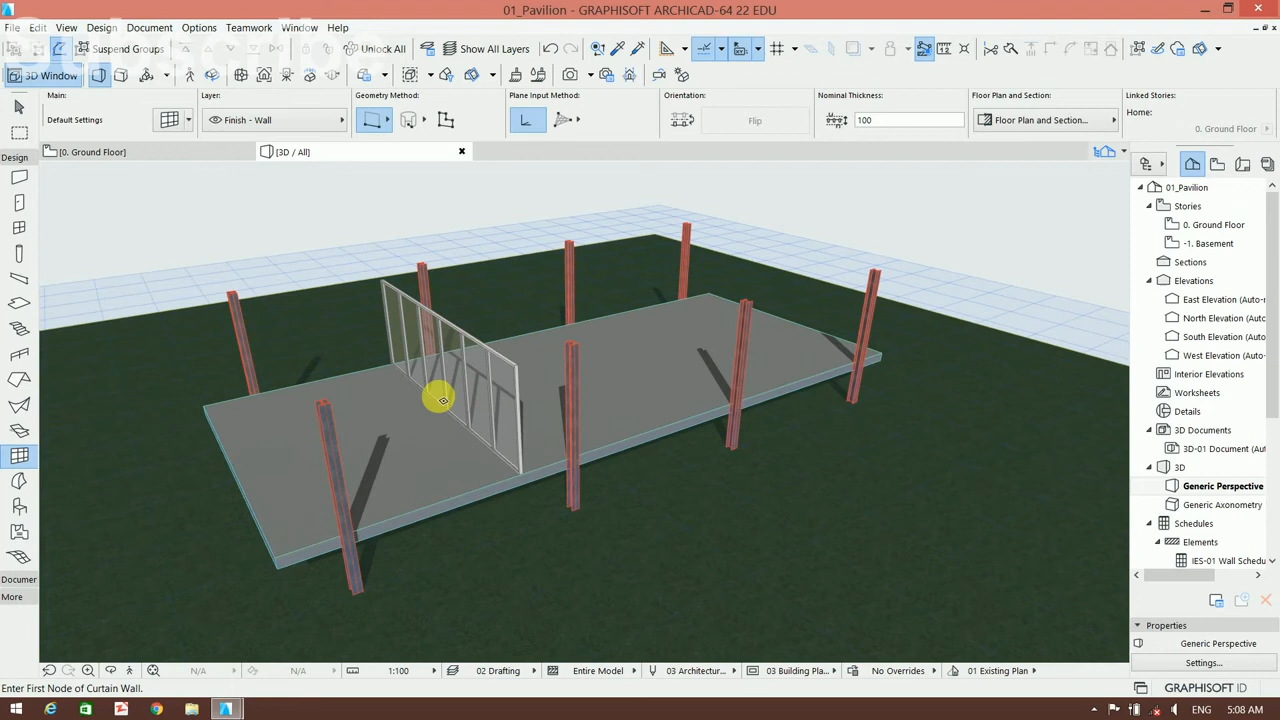 01_Pavilion - GRAPHISOFT ARCHICAD-64 22 EDU
File Edit View Design Document Options Teamwork Window Help
Suspend Groups
Unlock All
Show All Layers
3D Window
Main:
Default Settings
Layer:
Finish - Wall
Geometry Method:
Plane Input Method:
Orientation:
Flip
Nominal Thickness:
100
Floor Plan and Section:
Floor Plan and Section...
Linked Stories:
Home:
0. Ground Floor
[0. Ground Floor]
[3D / All]
Design
Documer
More
01_Pavilion
Stories
0. Ground Floor
-1. Basement
Sections
Elevations
East Elevation (Auto-r
North Elevation (Auto
South Elevation (Auto
West Elevation (Auto-
Interior Elevations
Worksheets
Details
3D Documents
3D-01 Document (Aut
3D
Generic Perspective
Generic Axonometry
Schedules
Elements
IES-01 Wall Schedu
Properties
Generic Perspective
Settings...
N/A
N/A
1:100
02 Drafting
Entire Model
03 Architectur...
03 Building Pla...
No Overrides
01 Existing Plan
Enter First Node of Curtain Wall.
GRAPHISOFT ID
ENG
5:08 AM